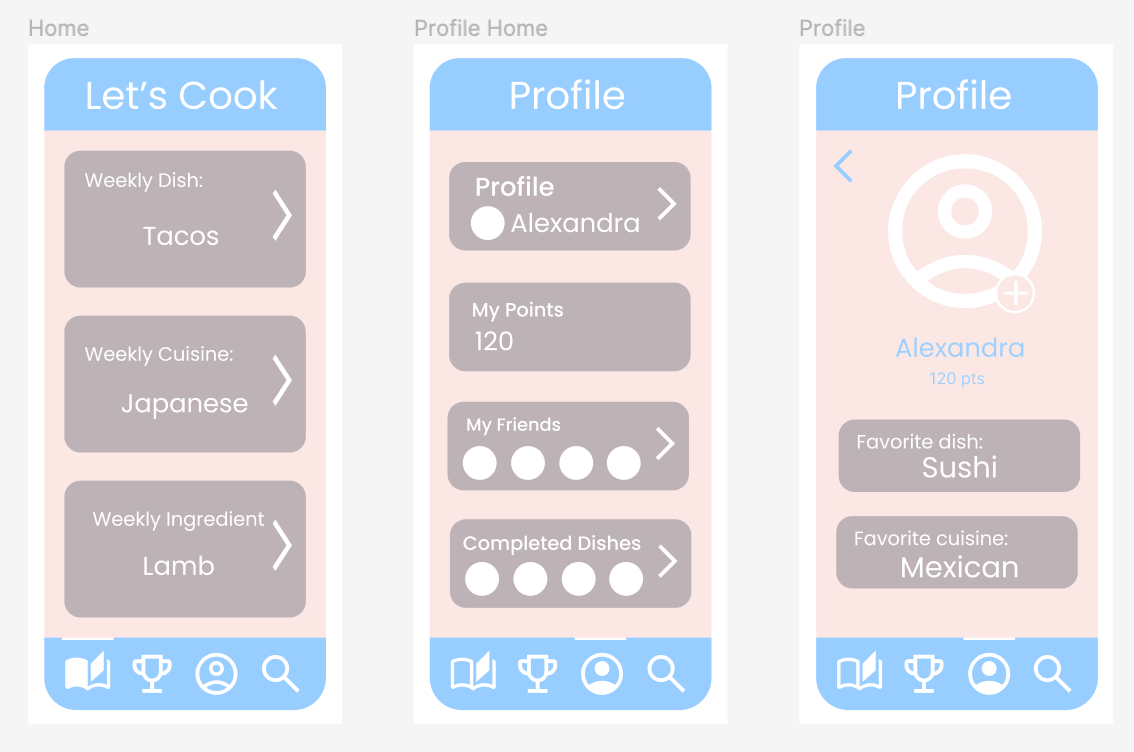 Home
Let's Cook
Weekly Dish:
Tacos
Weekly Cuisine:
Japanese
Weekly Ingredient
Lamb
Profile Home
Profile
Profile
Alexandra
My Points
120
My Friends
Completed Dishes
Profile
Profile
Alexandra
120 pts
Favorite dish:
Sushi
Favorite cuisine:
Mexican